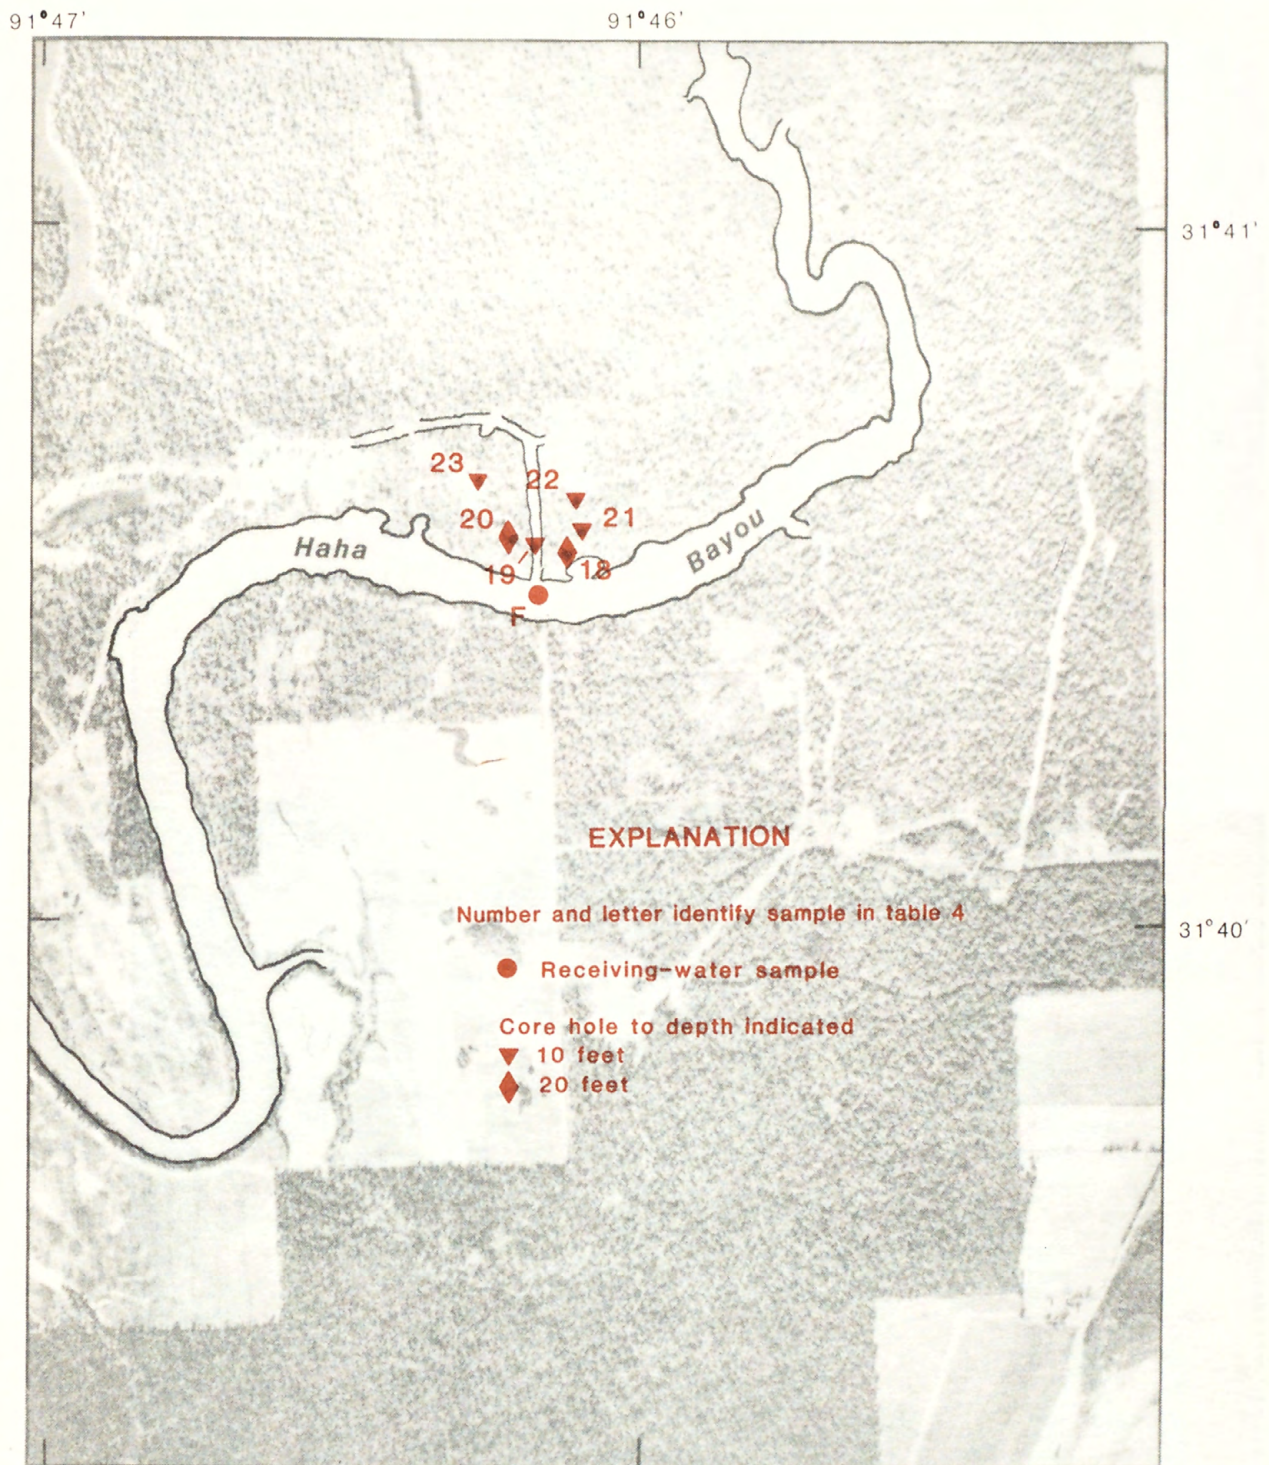 91°47'
91°46'
31°41'
23
22
20
21
Haha
Bayou
19
18
F
EXPLANATION
Number and letter identify sample in table 4
31°40'
Receiving-water sample
Core hole to depth indicated
10 feet
20 feet